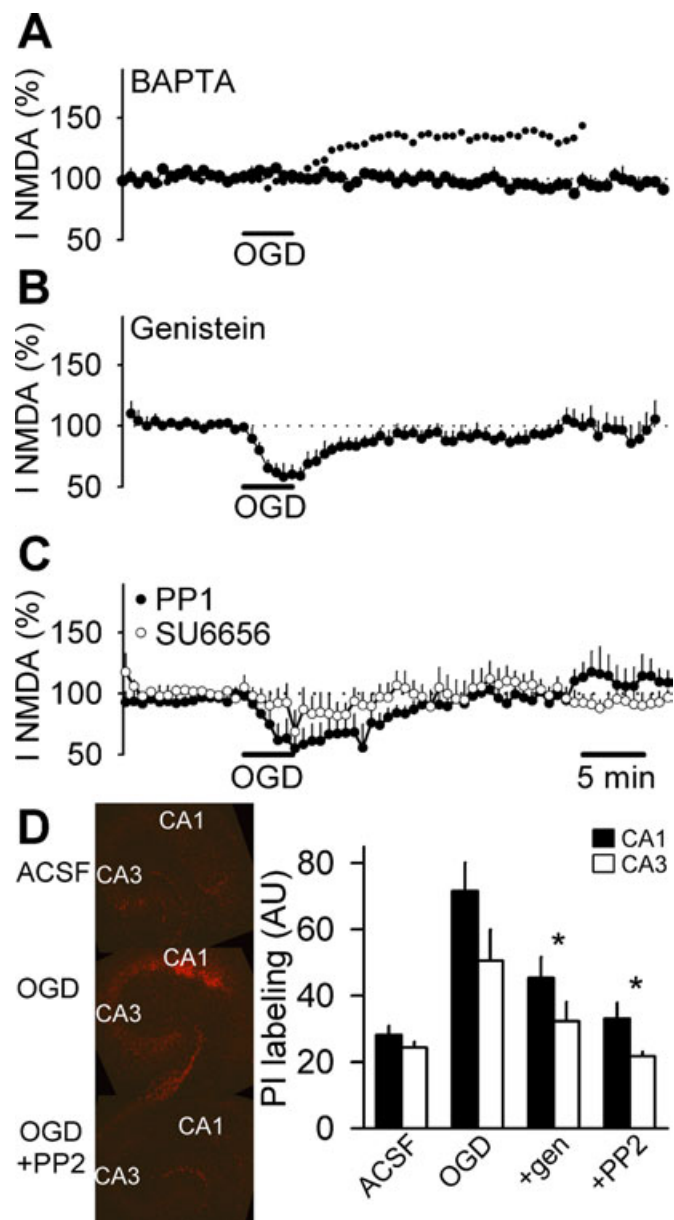 A
BAPTA
I NMDA (%)
150
100
50
OGD
B
Genistein
I NMDA (%)
150
100
50
OGD
C
PP1
SU6656
I NMDA (%)
150
100
50
OGD
5 min
D
ACSF
CA1
CA3
OGD
CA1
CA3
OGD
+PP2
CA1
CA3
CA1
CA3
PI labeling (AU)
80
60
40
20
0
*
*
ACSF
OGD
+gen
+PP2